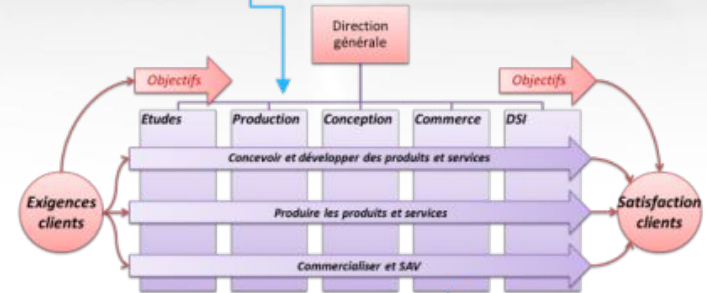 Direction
générale
Objectifs
Objectifs
Etudes
Production
Conception
Commerce
DSI
Concevoir et développer des produits et services
Exigences
clients
Produire les produits et services
Satisfaction
clients
Commercialiser et SAV